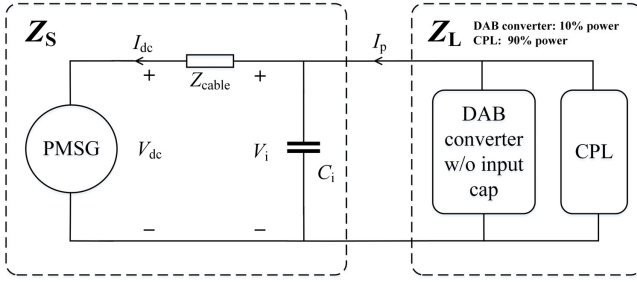 Z_S
I_dc
I_p
Z_L
DAB converter: 10% power
CPL: 90% power
+
+
Z_cable
PMSG
V_dc
V_i
C_i
DAB
converter
w/o input
cap
CPL
−
−